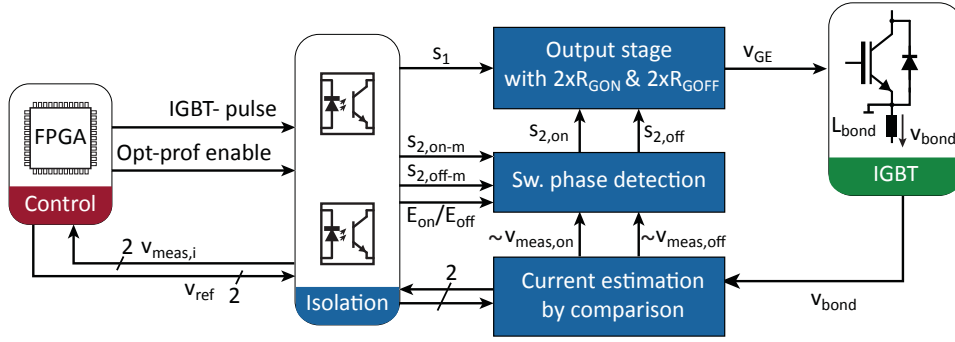 FPGA
Control
IGBT- pulse
Opt-prof enable
2 v_meas,i
v_ref 2
Isolation
s_1
s_2,on-m
s_2,off-m
E_on/E_off
2
Output stage
with 2xR_GON & 2xR_GOFF
s_2,on
s_2,off
Sw. phase detection
~v_meas,on
~v_meas,off
Current estimation
by comparison
v_GE
L_bond
v_bond
IGBT
v_bond